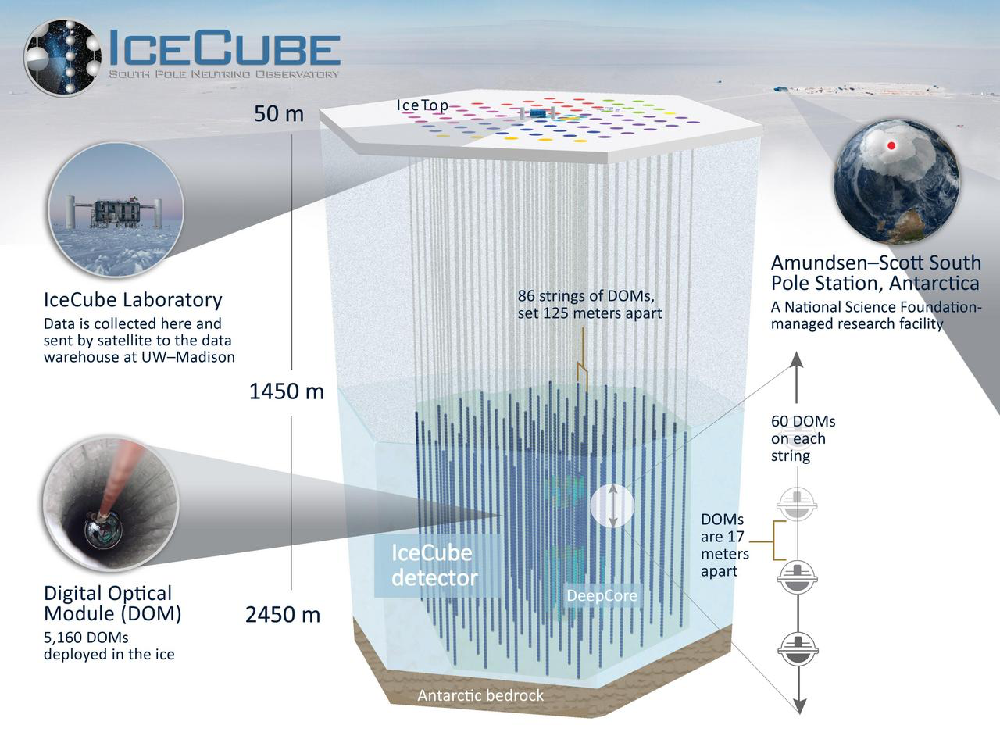 ICECUBE
SOUTH POLE NEUTRINO OBSERVATORY
50 m
IceTop
IceCube Laboratory
Data is collected here and
sent by satellite to the data
warehouse at UW–Madison
86 strings of DOMs,
set 125 meters apart
Amundsen–Scott South
Pole Station, Antarctica
A National Science Foundation-
managed research facility
1450 m
60 DOMs
on each
string
DOMs
are 17
meters
apart
IceCube
detector
DeepCore
Digital Optical
Module (DOM)
5,160 DOMs
deployed in the ice
2450 m
Antarctic bedrock